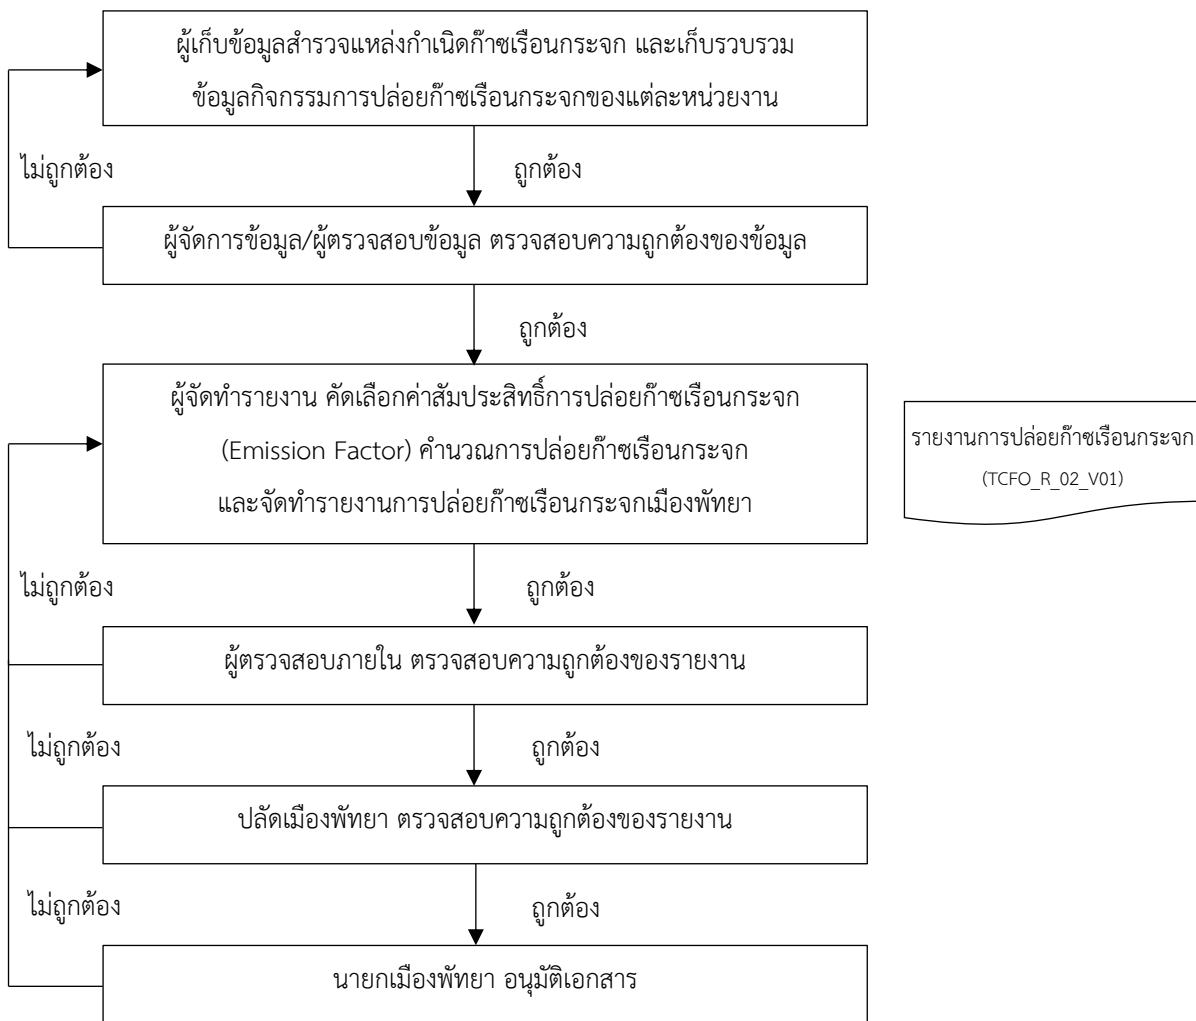 ผู้เก็บข้อมูลสำรวจแหล่งกำเนิดก๊าซเรือนกระจก และเก็บรวบรวม
ข้อมูลกิจกรรมการปล่อยก๊าซเรือนกระจกของแต่ละหน่วยงาน
ไม่ถูกต้อง
ถูกต้อง
ผู้จัดการข้อมูล/ผู้ตรวจสอบข้อมูล ตรวจสอบความถูกต้องของข้อมูล
ถูกต้อง
ผู้จัดทำรายงาน คัดเลือกค่าสัมประสิทธิ์การปล่อยก๊าซเรือนกระจก
(Emission Factor) คำนวณการปล่อยก๊าซเรือนกระจก
และจัดทำรายงานการปล่อยก๊าซเรือนกระจกเมืองพัทยา
รายงานการปล่อยก๊าซเรือนกระจก
(TCFO_R_02_V01)
ไม่ถูกต้อง
ถูกต้อง
ผู้ตรวจสอบภายใน ตรวจสอบความถูกต้องของรายงาน
ไม่ถูกต้อง
ถูกต้อง
ปลัดเมืองพัทยา ตรวจสอบความถูกต้องของรายงาน
ไม่ถูกต้อง
ถูกต้อง
นายกเมืองพัทยา อนุมัติเอกสาร